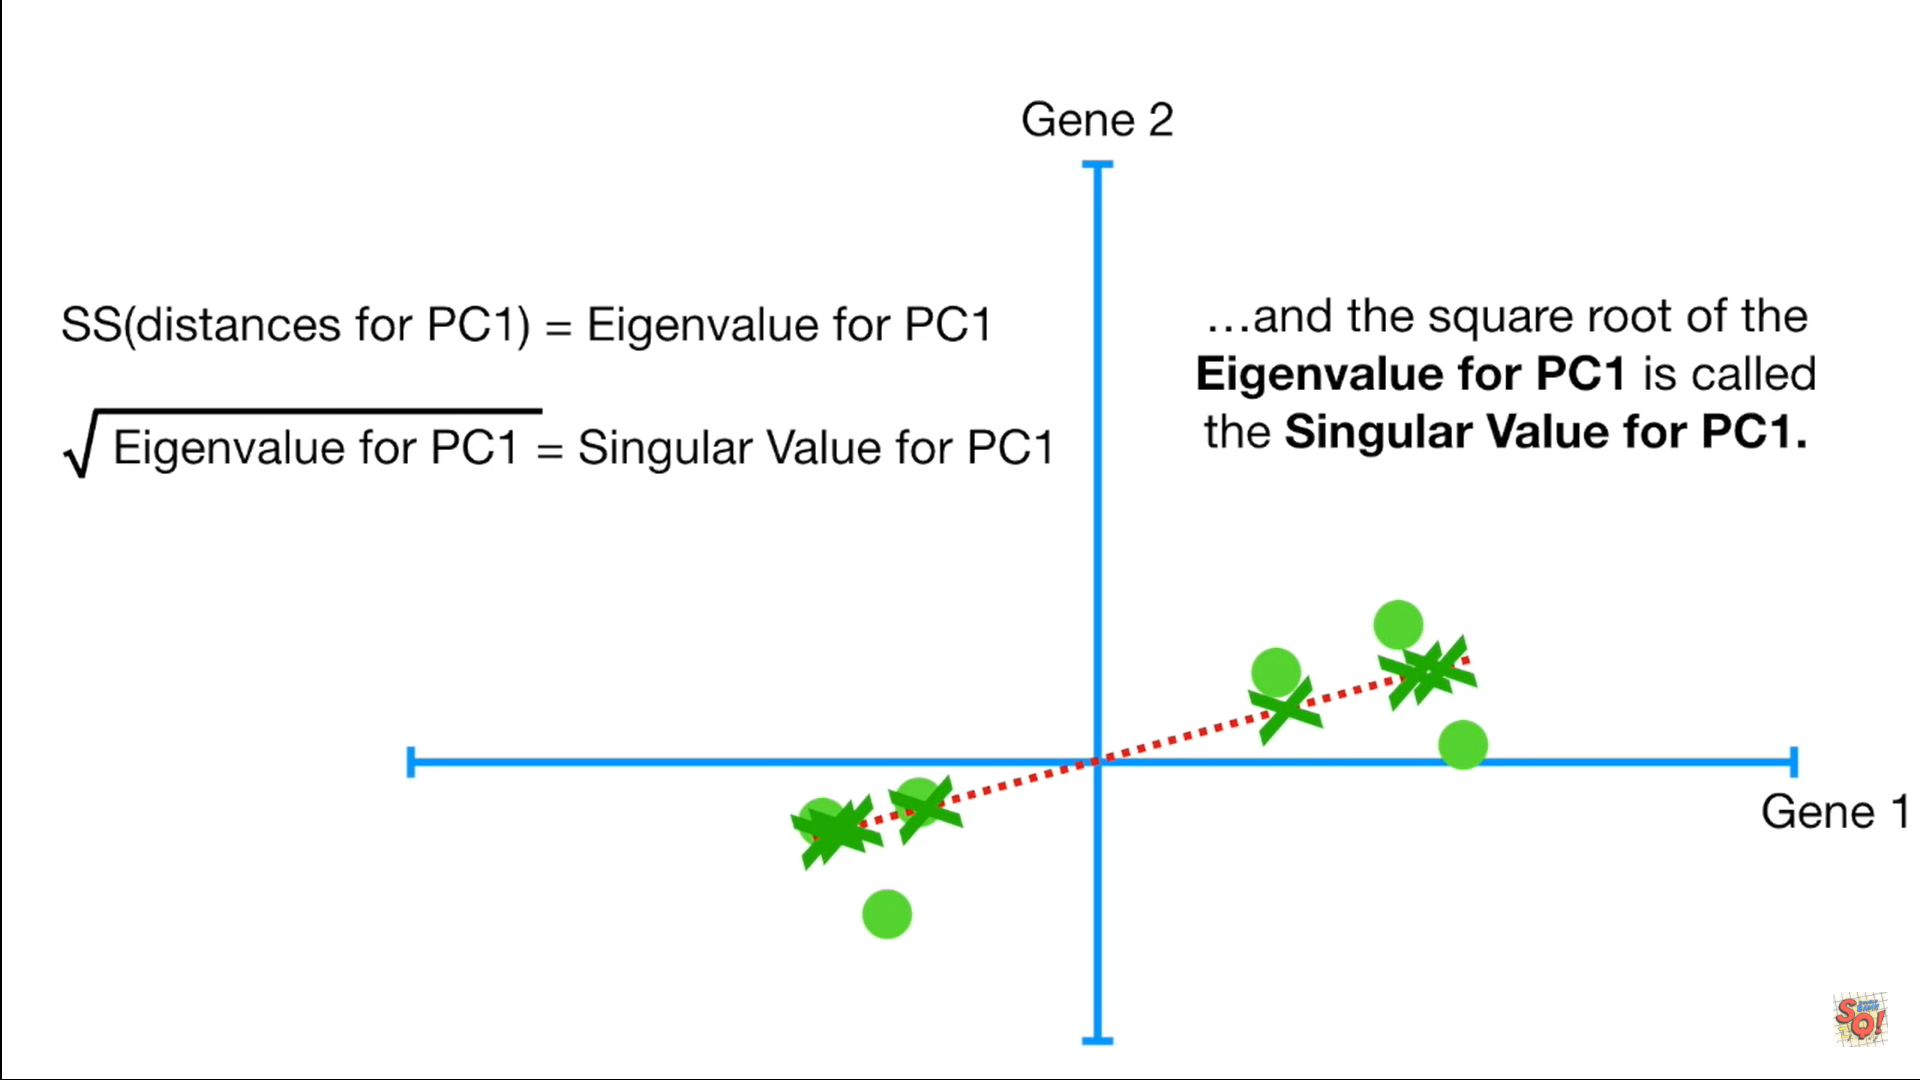 Gene 2
SS(distances for PC1) = Eigenvalue for PC1
√Eigenvalue for PC1 = Singular Value for PC1
…and the square root of the
Eigenvalue for PC1 is called
the Singular Value for PC1.
Gene 1
SQ!